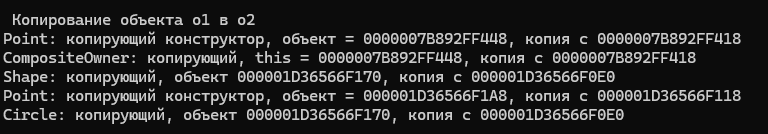 Копирование объекта o1 в o2
Point: копирующий конструктор, объект = 0000007B892FF448, копия с 0000007B892FF418
CompositeOwner: копирующий, this = 0000007B892FF448, копия с 0000007B892FF418
Shape: копирующий, объект 000001D36566F170, копия с 000001D36566F0E0
Point: копирующий конструктор, объект = 000001D36566F1A8, копия с 000001D36566F118
Circle: копирующий, объект 000001D36566F170, копия с 000001D36566F0E0